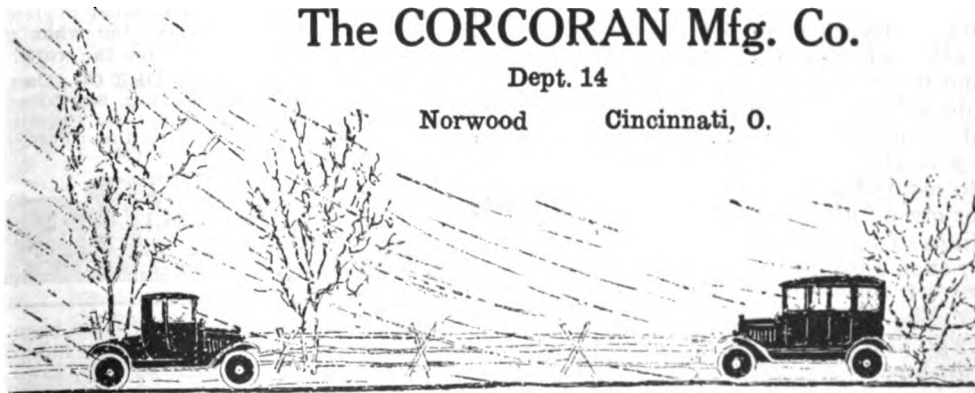 The CORCORAN Mfg. Co.
Dept. 14
Norwood Cincinnati, O.